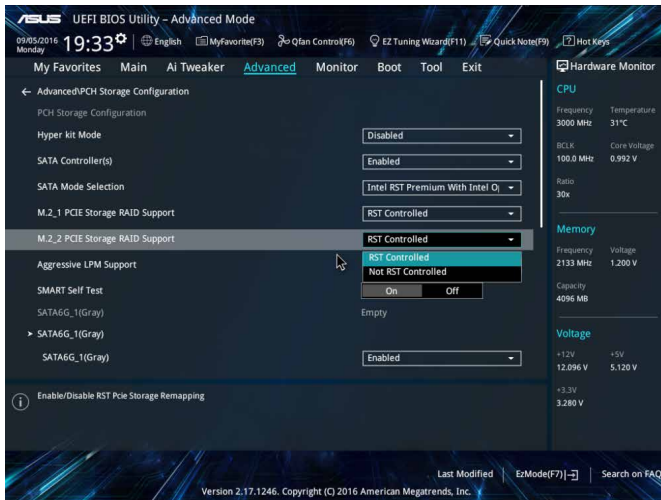 ASUS UEFI BIOS Utility – Advanced Mode
09/05/2016 Monday 19:33 English MyFavorite(F3) Qfan Control(F6) EZ Tuning Wizard(F11) Quick Note(F9) ? Hot Keys
My Favorites Main Ai Tweaker Advanced Monitor Boot Tool Exit
Hardware Monitor
← Advanced\PCH Storage Configuration
PCH Storage Configuration
Hyper kit Mode Disabled
SATA Controller(s) Enabled
SATA Mode Selection Intel RST Premium With Intel O
M.2_1 PCIE Storage RAID Support RST Controlled
M.2_2 PCIE Storage RAID Support RST Controlled
RST Controlled
Not RST Controlled
Aggressive LPM Support
SMART Self Test On Off
SATA6G_1(Gray) Empty
> SATA6G_1(Gray)
SATA6G_1(Gray) Enabled
i Enable/Disable RST Pcie Storage Remapping
CPU
Frequency Temperature
3000 MHz 31°C
BCLK Core Voltage
100.0 MHz 0.992 V
Ratio
30x
Memory
Frequency Voltage
2133 MHz 1.200 V
Capacity
4096 MB
Voltage
+12V +5V
12.096 V 5.120 V
+3.3V
3.280 V
Last Modified EzMode(F7) Search on FAQ
Version 2.17.1246. Copyright (C) 2016 American Megatrends, Inc.